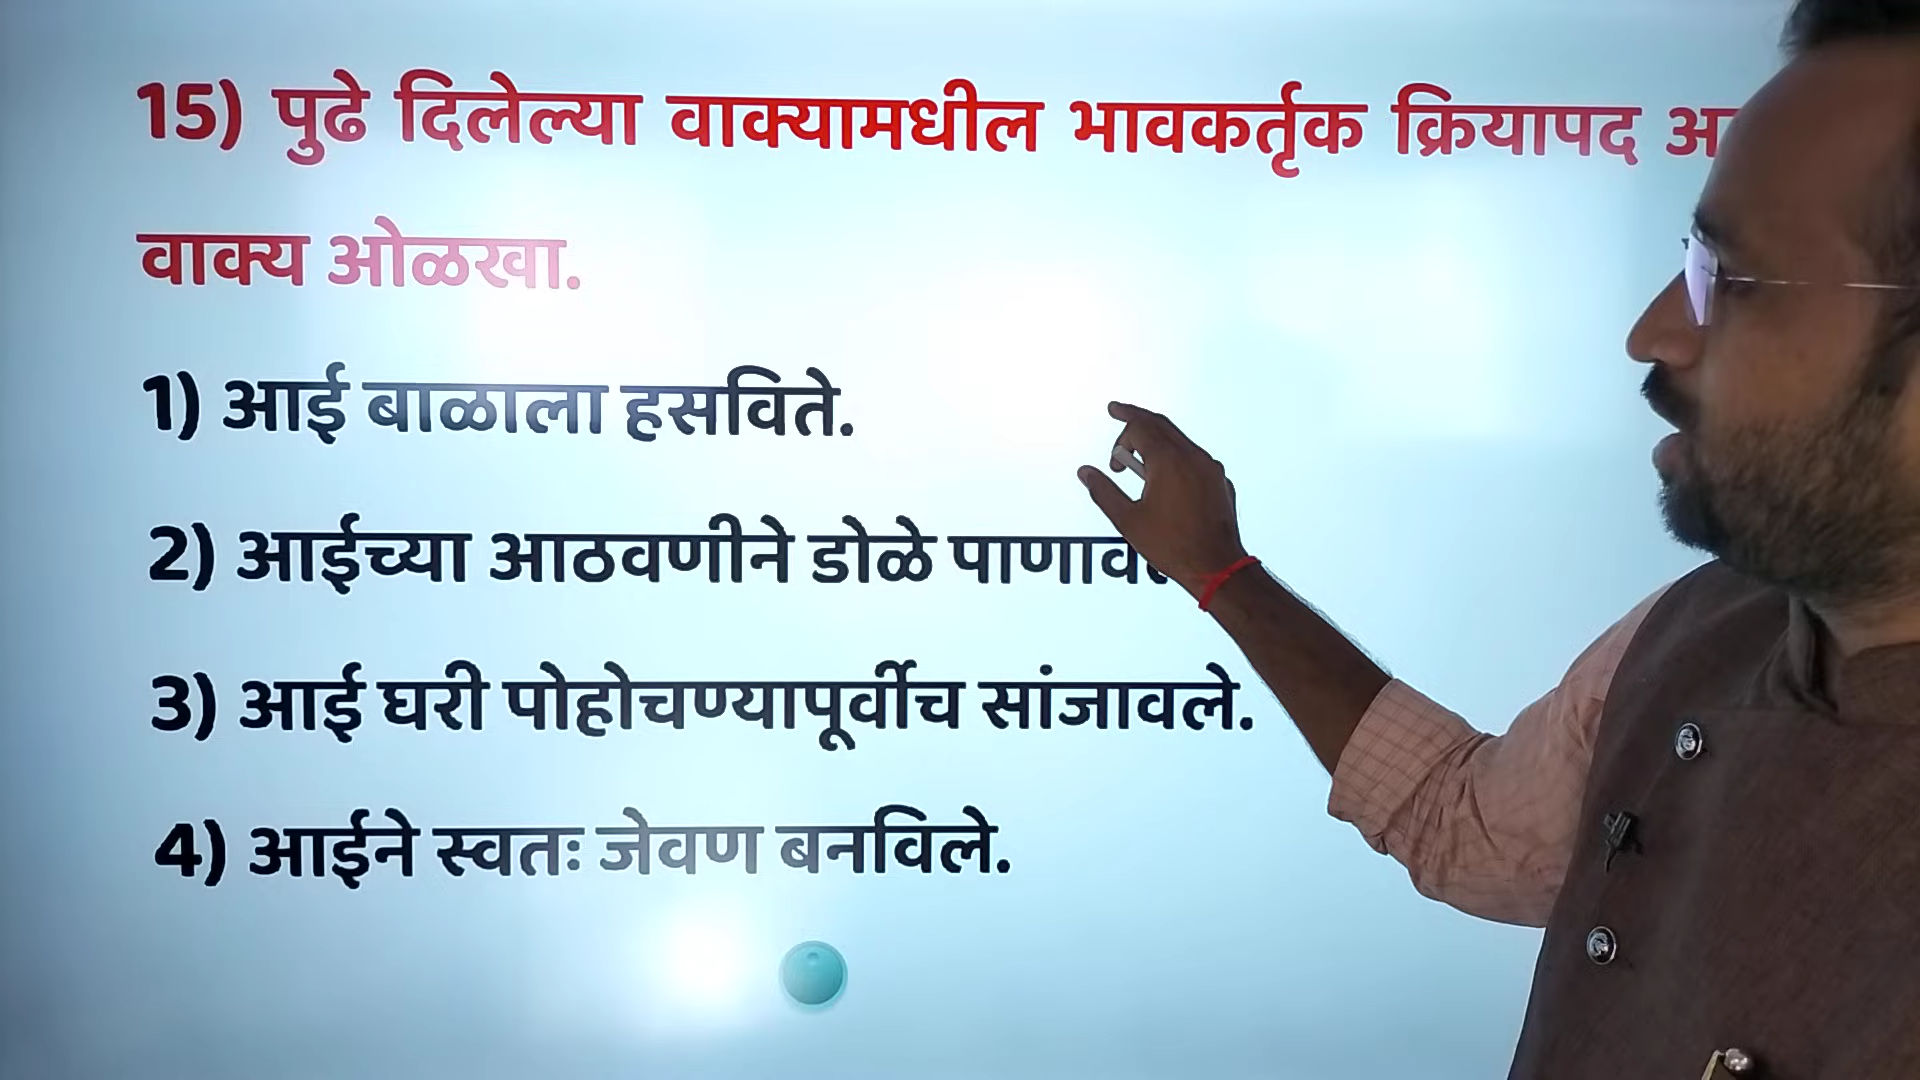 15) पुढे दिलेल्या वाक्यामधील भावकर्तृक क्रियापद
वाक्य ओळखा.
1) आई बाळाला हसविते.
2) आईच्या आठवणीने डोळे
3) आई घरी पोहोचण्यापूर्वीच सांजावले.
4) आईने स्वतः जेवण बनविले.